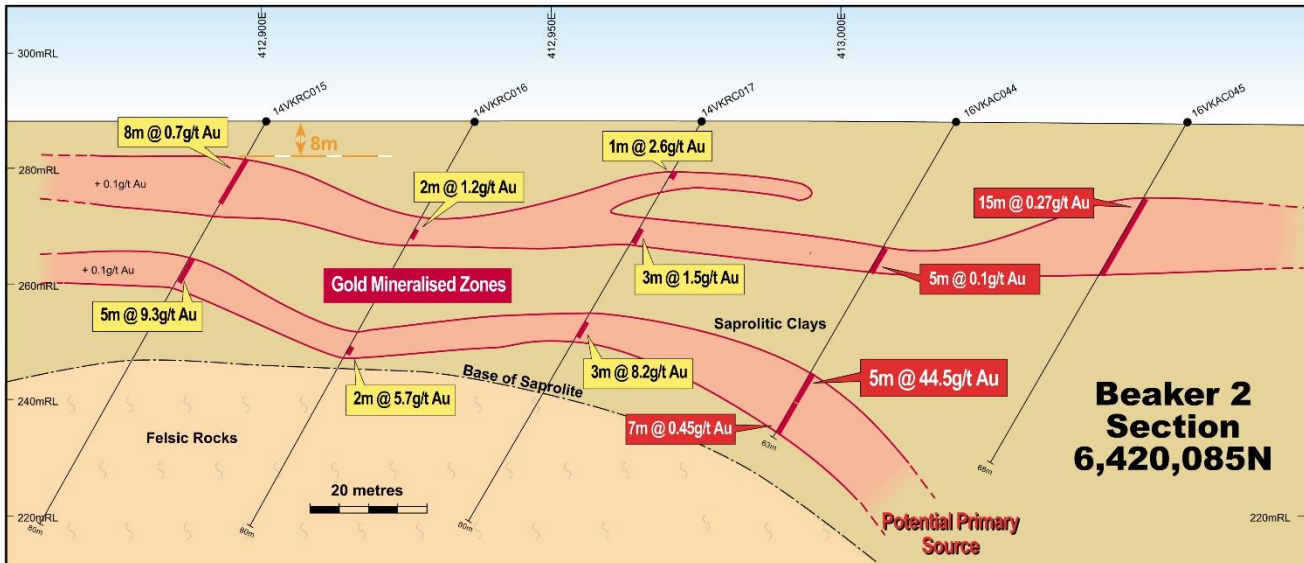 412,900E
412,950E
413,000E
300mRL
14VKRC015
14VKRC016
14VKRC017
16VKAC044
16VKAC045
8m @ 0.7g/t Au
8m
1m @ 2.6g/t Au
280mRL
+ 0.1g/t Au
2m @ 1.2g/t Au
15m @ 0.27g/t Au
+ 0.1g/t Au
Gold Mineralised Zones
3m @ 1.5g/t Au
5m @ 0.1g/t Au
260mRL
5m @ 9.3g/t Au
Saprolitic Clays
Base of Saprolite
3m @ 8.2g/t Au
5m @ 44.5g/t Au
2m @ 5.7g/t Au
240mRL
Beaker 2
Section
6,420,085N
Felsic Rocks
7m @ 0.45g/t Au
63m
68m
20 metres
220mRL
80m
80m
80m
Potential Primary
Source
220mRL